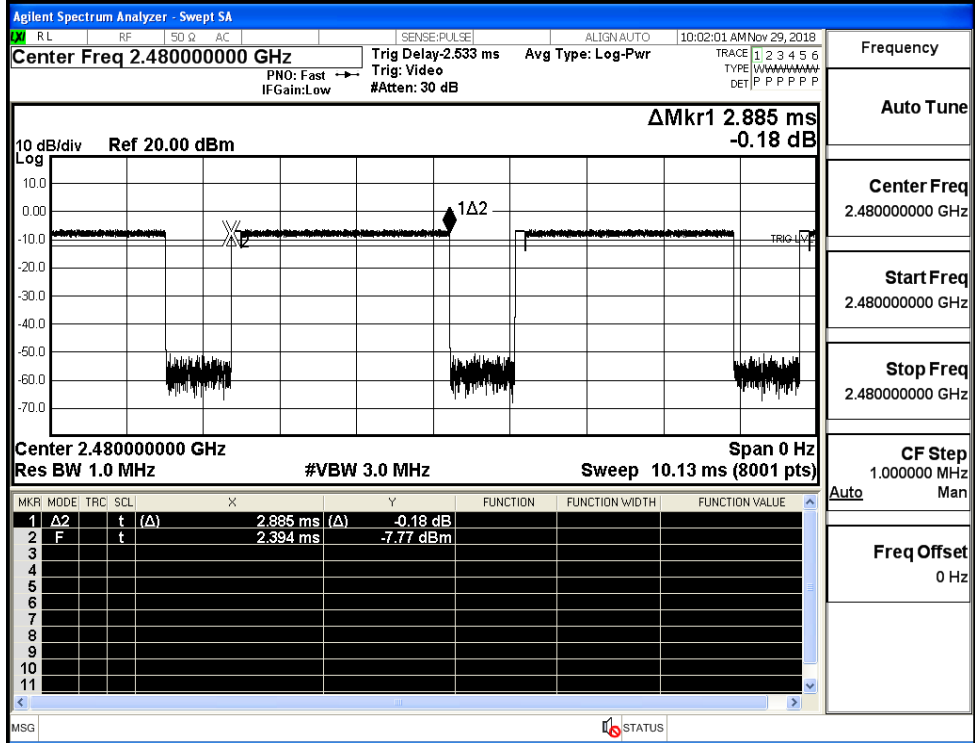 Agilent Spectrum Analyzer - Swept SA
LXI RL RF 50 Ω AC SENSE:PULSE ALIGN AUTO 10:02:01 AM Nov 29, 2018
Center Freq 2.480000000 GHz
PNO: Fast
IFGain:Low
Trig Delay-2.533 ms
Trig: Video
#Atten: 30 dB
Avg Type: Log-Pwr
TRACE 1 2 3 4 5 6
TYPE WWWWWW
DET P P P P P P
ΔMkr1 2.885 ms
-0.18 dB
10 dB/div Ref 20.00 dBm
Log
10.0
0.00
-10.0
-20.0
-30.0
-40.0
-50.0
-60.0
-70.0
1Δ2
2
TRIG LVL
Center 2.480000000 GHz Span 0 Hz
Res BW 1.0 MHz #VBW 3.0 MHz Sweep 10.13 ms (8001 pts)
MKR MODE TRC SCL X Y FUNCTION FUNCTION WIDTH FUNCTION VALUE
1 Δ2 t (Δ) 2.885 ms (Δ) -0.18 dB
2 F t 2.394 ms -7.77 dBm
3
4
5
6
7
8
9
10
11
MSG STATUS
Frequency
Auto Tune
Center Freq
2.480000000 GHz
Start Freq
2.480000000 GHz
Stop Freq
2.480000000 GHz
CF Step
1.000000 MHz
Auto Man
Freq Offset
0 Hz